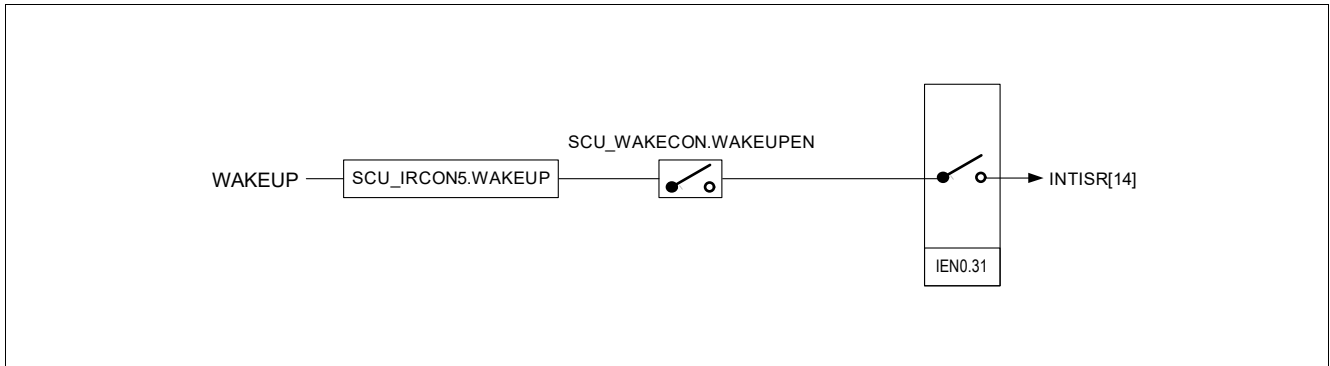 SCU_WAKECON.WAKEUPEN
WAKEUP
SCU_IRCON5.WAKEUP
INTISR[14]
IEN0.31